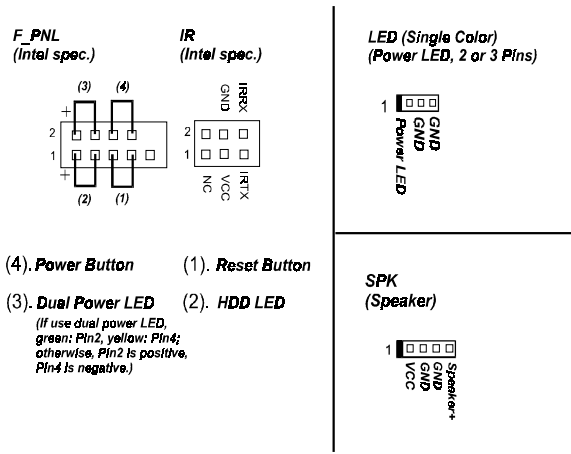 F_PNL
(Intel spec.)
(3) (4)
+
2
1
+
(2) (1)
IR
(Intel spec.)
GND IRRX
2
1
NC VCC IRTX
(4). Power Button
(1). Reset Button
(3). Dual Power LED
(2). HDD LED
(If use dual power LED,
green: Pin2, yellow: Pin4;
otherwise, Pin2 is positive,
Pin4 is negative.)
LED (Single Color)
(Power LED, 2 or 3 Pins)
1
Power LED
GND
GND
SPK
(Speaker)
1
VCC
GND
GND
Speaker+